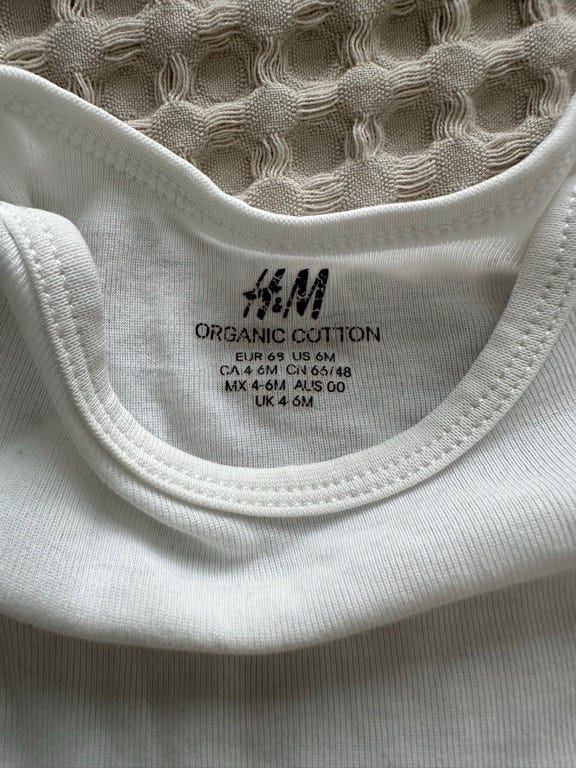 H&M
ORGANIC COTTON
EUR 68 US 6M
CA 4-6M CN 66/48
MX 4-6M AUS 00
UK 4-6M